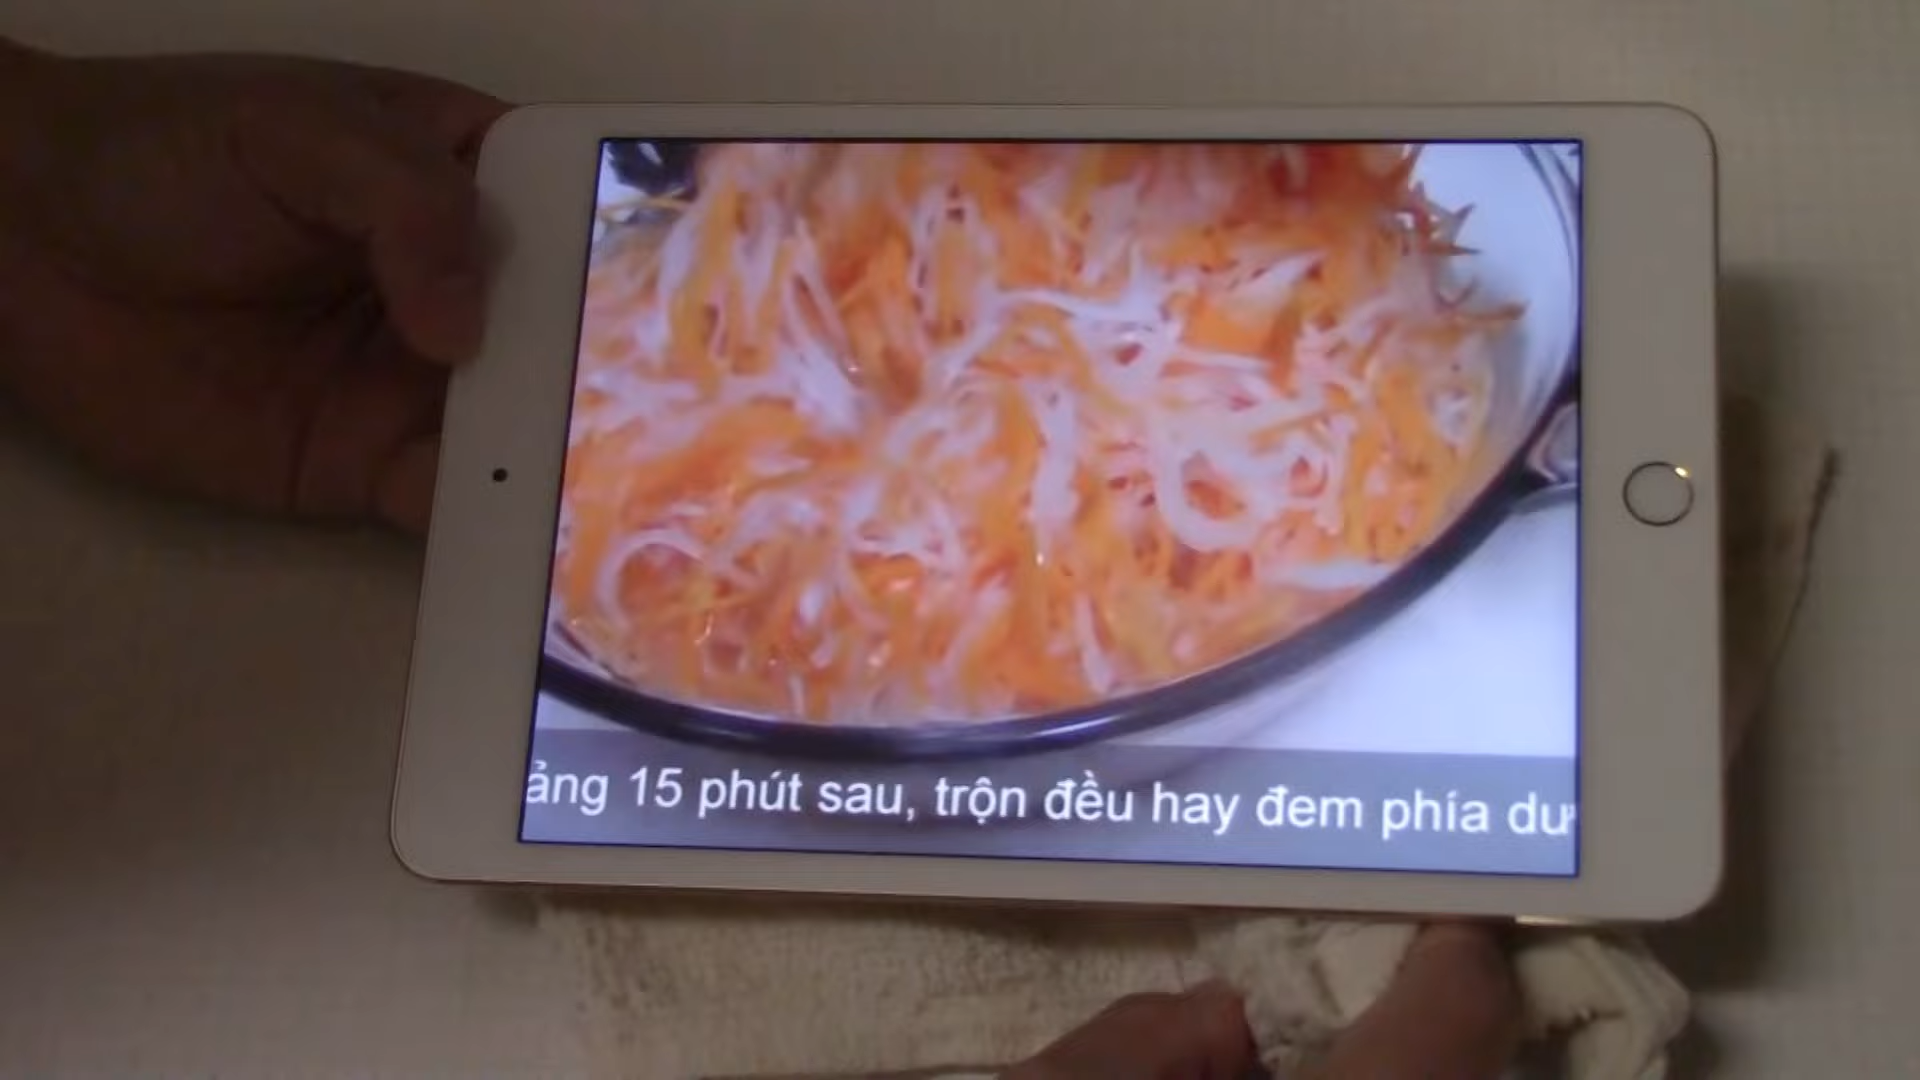 ảng 15 phút sau, trộn đều hay đem phía dư